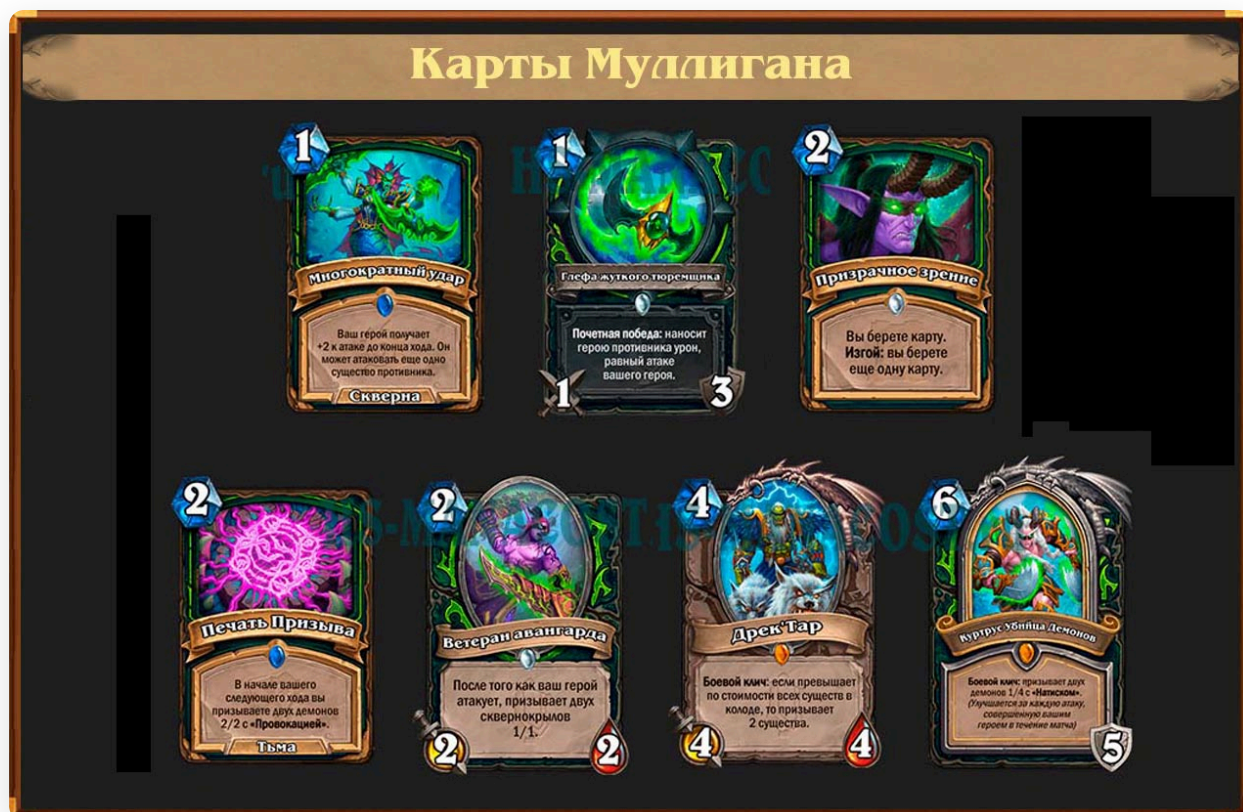 Карты Муллигана
1
Многократный удар
Ваш герой получает
+2 к атаке до конца хода. Он
может атаковать еще одно
существо противника.
Скверна
1
Глефа жуткого тюремщика
Почетная победа: наносит
герою противника урон,
равный атаке
вашего героя.
1
3
2
Призрачное зрение
Вы берете карту.
Изгой: вы берете
еще одну карту.
2
Печать Призыва
В начале вашего
следующего хода вы
призываете двух демонов
2/2 с «Провокацией».
Тьма
2
Ветеран авангарда
После того как ваш герой
атакует, призывает двух
сквернокрылов
1/1.
2
2
4
Дрек'Тар
Боевой клич: если превышает
по стоимости всех существ в
колоде, то призывает
2 существа.
4
4
6
Куртрус Убийца Демонов
Боевой клич: призывает двух
демонов 1/4 с «Натиском».
(Улучшается за каждую атаку,
совершенную вашим
героем в течение матча)
5